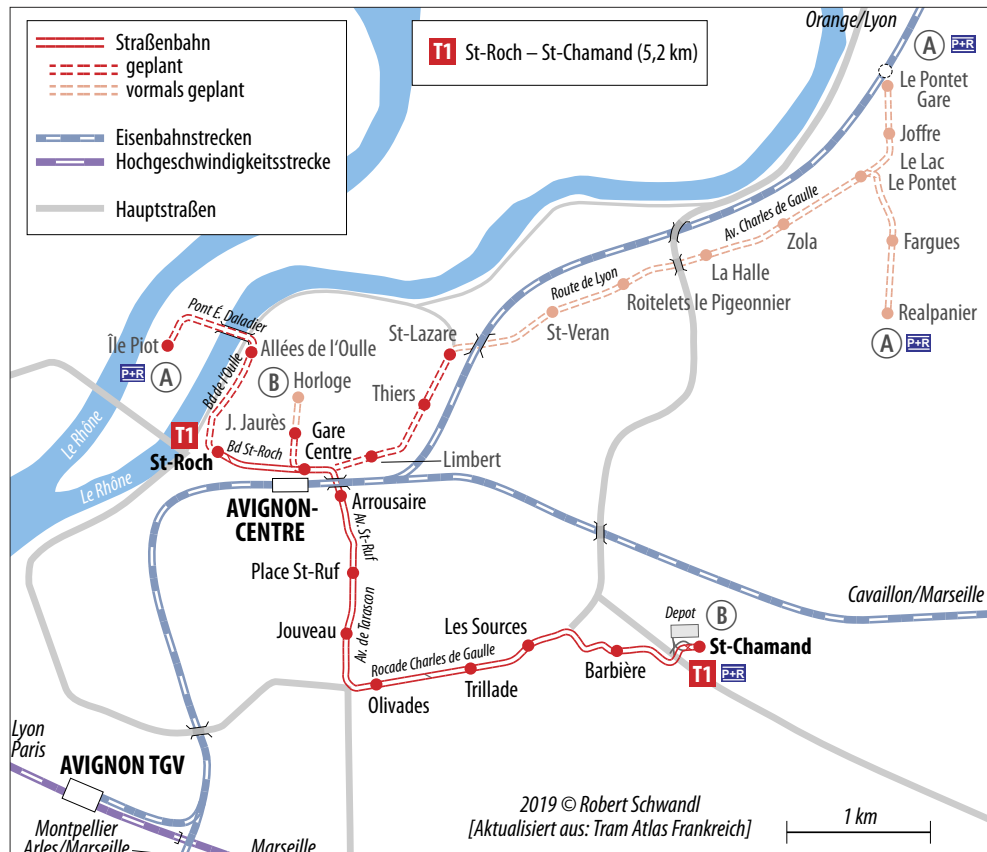 Straßenbahn
geplant
vormals geplant
Eisenbahnstrecken
Hochgeschwindigkeitsstrecke
Hauptstraßen
T1 St-Roch – St-Chamand (5,2 km)
Orange/Lyon
A P+R
Le Pontet
Gare
Joffre
Le Lac
Le Pontet
Av. Charles de Gaulle
Zola
Fargues
La Halle
Route de Lyon
Roitelets le Pigeonnier
Realpanier
A P+R
St-Veran
St-Lazare
Pont É. Daladier
Île Piot
P+R A
Allées de l'Oulle
Bd de l'Oulle
B
Horloge
Thiers
J. Jaurès
Le Rhône
T1
St-Roch
Bd St-Roch
Gare
Centre
Limbert
Le Rhône
AVIGNON-
CENTRE
Arrousaire
Av. St-Ruf
Place St-Ruf
Cavaillon/Marseille
Jouveau
Av. de Tarascon
Les Sources
Depot
B
St-Chamand
T1 P+R
Rocade Charles de Gaulle
Barbière
Trillade
Olivades
Lyon
Paris
AVIGNON TGV
2019 © Robert Schwandl
[Aktualisiert aus: Tram Atlas Frankreich]
1 km
Montpellier
Arles/Marseille
Marseille